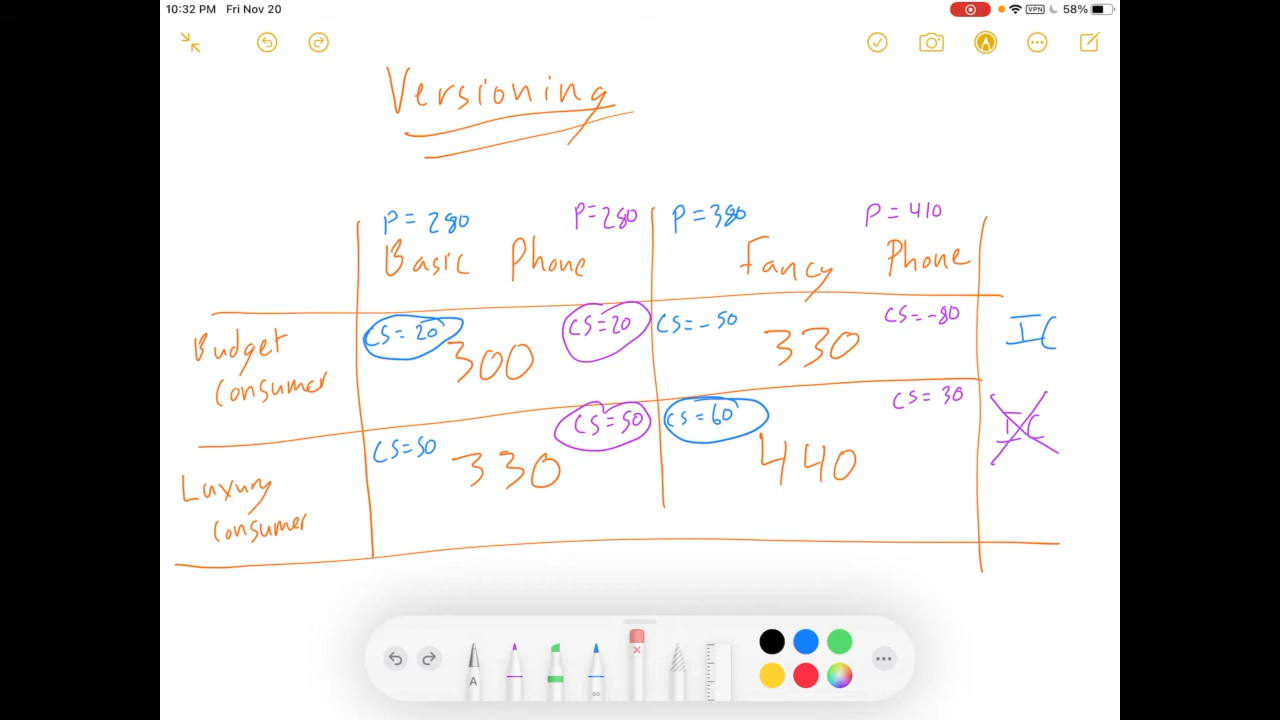 10:32 PM Fri Nov 20
VPN 58%
Versioning
P = 280 P=280 P = 380 P = 410
Basic Phone Fancy Phone
Budget Consumer
CS = 20 300 CS=20 CS=-50 330 CS=-80 IC
Luxury Consumer
CS=50 330 CS=50 CS=60 440 CS=30 IC
A